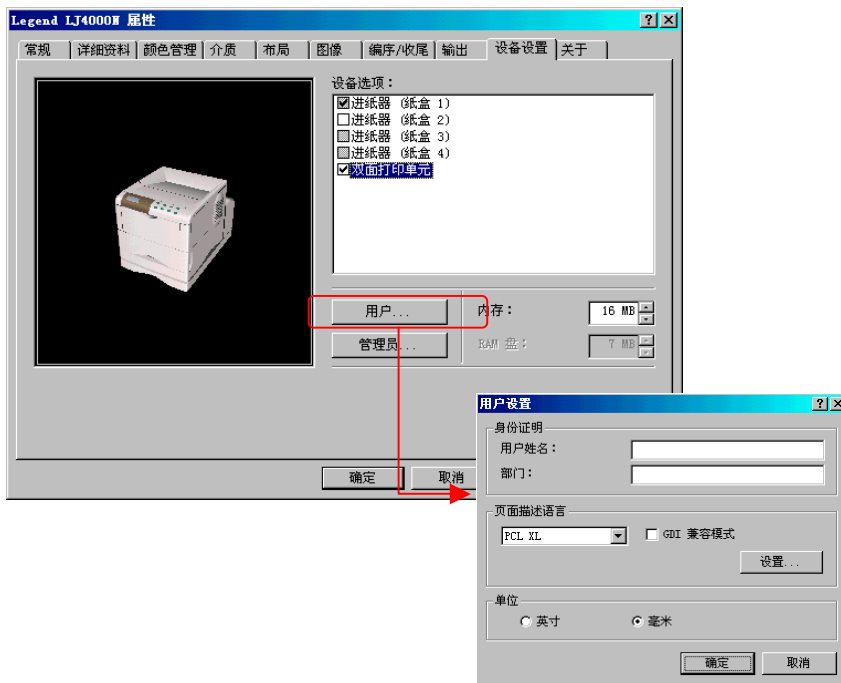 Legend LJ4000N 属性
常规 详细资料 颜色管理 介质 布局 图像 编序/收尾 输出 设备设置 关于
设备选项：
进纸器 (纸盒 1)
进纸器 (纸盒 2)
进纸器 (纸盒 3)
进纸器 (纸盒 4)
双面打印单元
用户...
内存：
16 MB
管理员...
RAM 盘：
7 MB
确定
取消
用户设置
身份证明
用户姓名：
部门：
页面描述语言
PCL XL
GDI 兼容模式
设置...
单位
英寸
毫米
确定
取消